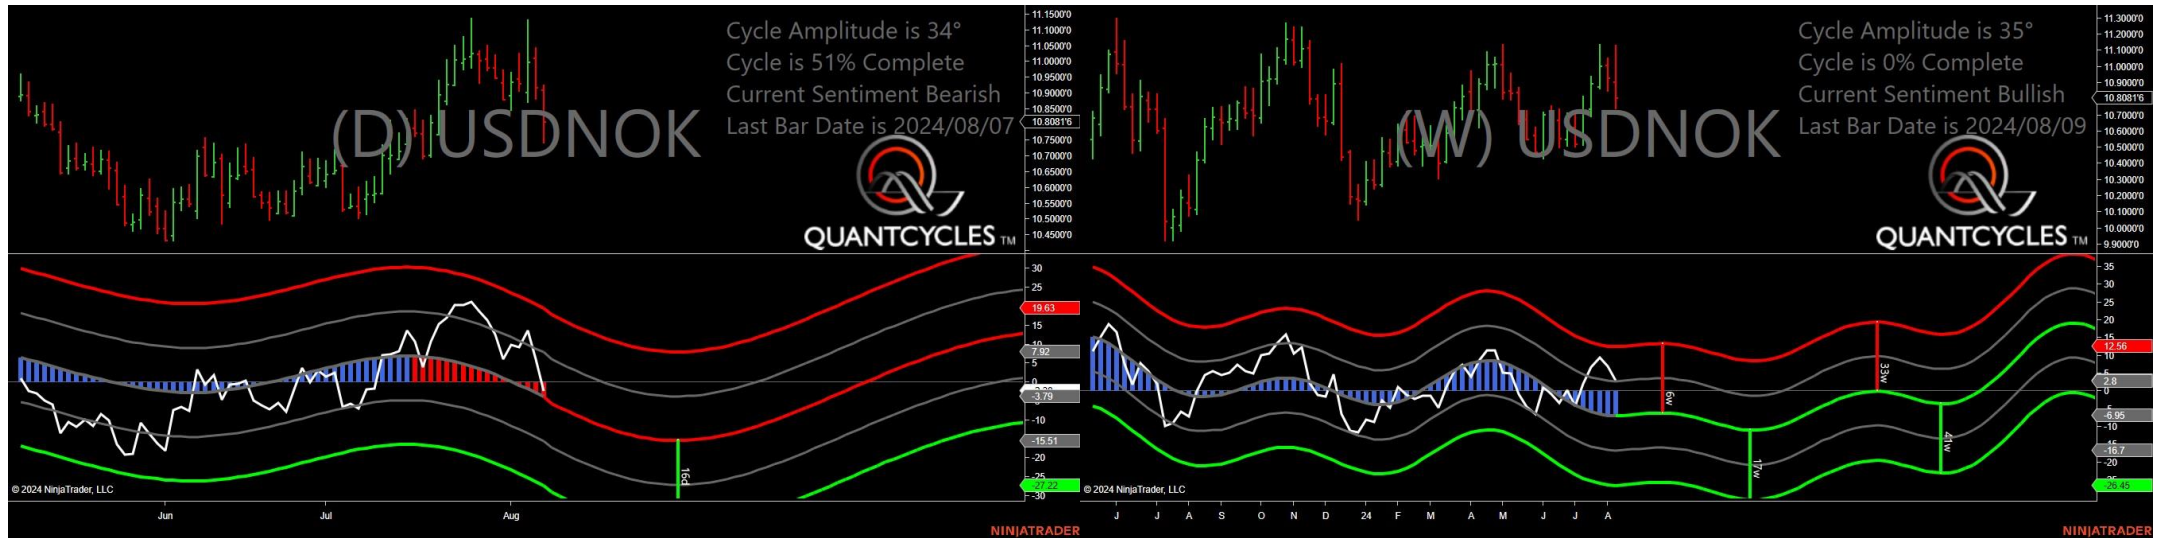 Cycle Amplitude is 34°
Cycle is 51% Complete
Current Sentiment Bearish
Last Bar Date is 2024/08/07
(D) USDNOK
QUANTCYCLES TM
11.1500'0
11.1000'0
11.0500'0
11.0000'0
10.9500'0
10.9000'0
10.8500'0
10.8081'6
10.7500'0
10.7000'0
10.6500'0
10.6000'0
10.5500'0
10.5000'0
10.4500'0
30
25
19.63
15
10
7.92
5
0
-3.79
-10
-15.51
-20
-25
-27.22
-30
16d
© 2024 NinjaTrader, LLC
Jun Jul Aug
NINJATRADER
Cycle Amplitude is 35°
Cycle is 0% Complete
Current Sentiment Bullish
Last Bar Date is 2024/08/09
(W) USDNOK
QUANTCYCLES TM
11.3000'0
11.2000'0
11.1000'0
11.0000'0
10.9000'0
10.8081'6
10.7000'0
10.6000'0
10.5000'0
10.4000'0
10.3000'0
10.2000'0
10.1000'0
10.0000'0
9.9000'0
35
30
25
20
15
12.56
10
5
2.8
0
-6.95
-10
-15
-16.7
-20
-26.45
6w
17w
33w
41w
© 2024 NinjaTrader, LLC
J J A S O N D 24 F M A M J J A
NINJATRADER